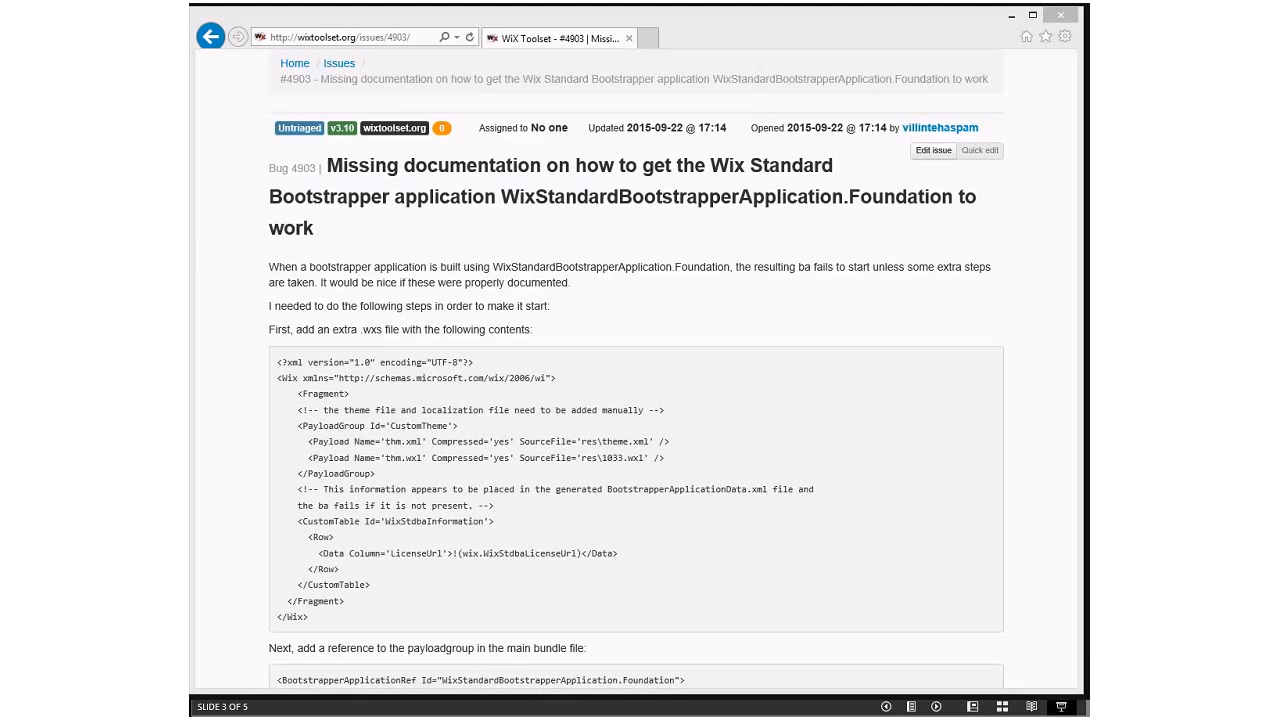 http://wixtoolset.org/issues/4903/
WiX Toolset - #4903 | Missi...
Home / Issues /
#4903 - Missing documentation on how to get the Wix Standard Bootstrapper application WixStandardBootstrapperApplication.Foundation to work
Untriaged v3.10 wixtoolset.org 0 Assigned to No one Updated 2015-09-22 @ 17:14 Opened 2015-09-22 @ 17:14 by villintehaspam
Edit issue Quick edit
Bug 4903 | Missing documentation on how to get the Wix Standard
Bootstrapper application WixStandardBootstrapperApplication.Foundation to
work
When a bootstrapper application is built using WixStandardBootstrapperApplication.Foundation, the resulting ba fails to start unless some extra steps
are taken. It would be nice if these were properly documented.
I needed to do the following steps in order to make it start:
First, add an extra .wxs file with the following contents:
<?xml version="1.0" encoding="UTF-8"?>
<Wix xmlns="http://schemas.microsoft.com/wix/2006/wi">
<Fragment>
<!-- the theme file and localization file need to be added manually -->
<PayloadGroup Id='CustomTheme'>
<Payload Name='thm.xml' Compressed='yes' SourceFile='res\theme.xml' />
<Payload Name='thm.wxl' Compressed='yes' SourceFile='res\1033.wxl' />
</PayloadGroup>
<!-- This information appears to be placed in the generated BootstrapperApplicationData.xml file and
the ba fails if it is not present. -->
<CustomTable Id='WixStdbaInformation'>
<Row>
<Data Column='LicenseUrl'>!(wix.WixStdbaLicenseUrl)</Data>
</Row>
</CustomTable>
</Fragment>
</Wix>
Next, add a reference to the payloadgroup in the main bundle file:
<BootstrapperApplicationRef Id="WixStandardBootstrapperApplication.Foundation">
SLIDE 3 OF 5